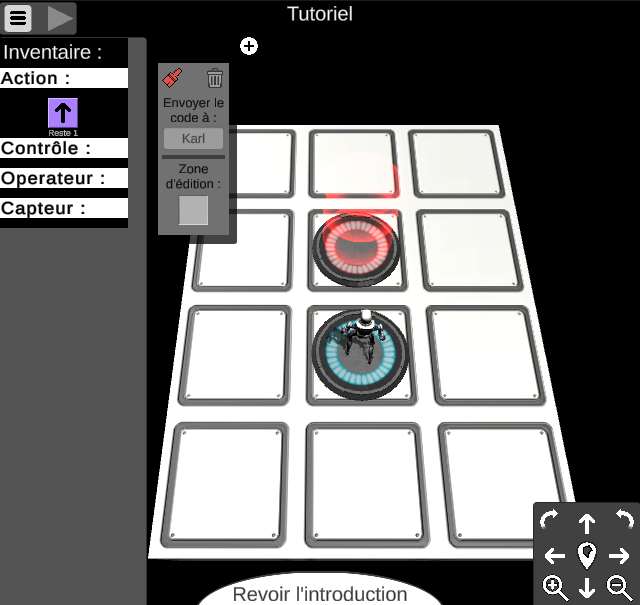 Tutoriel
Inventaire :
Action :
Reste 1
Contrôle :
Operateur :
Capteur :
Envoyer le
code à :
Karl
Zone
d'édition :
Revoir l'introduction